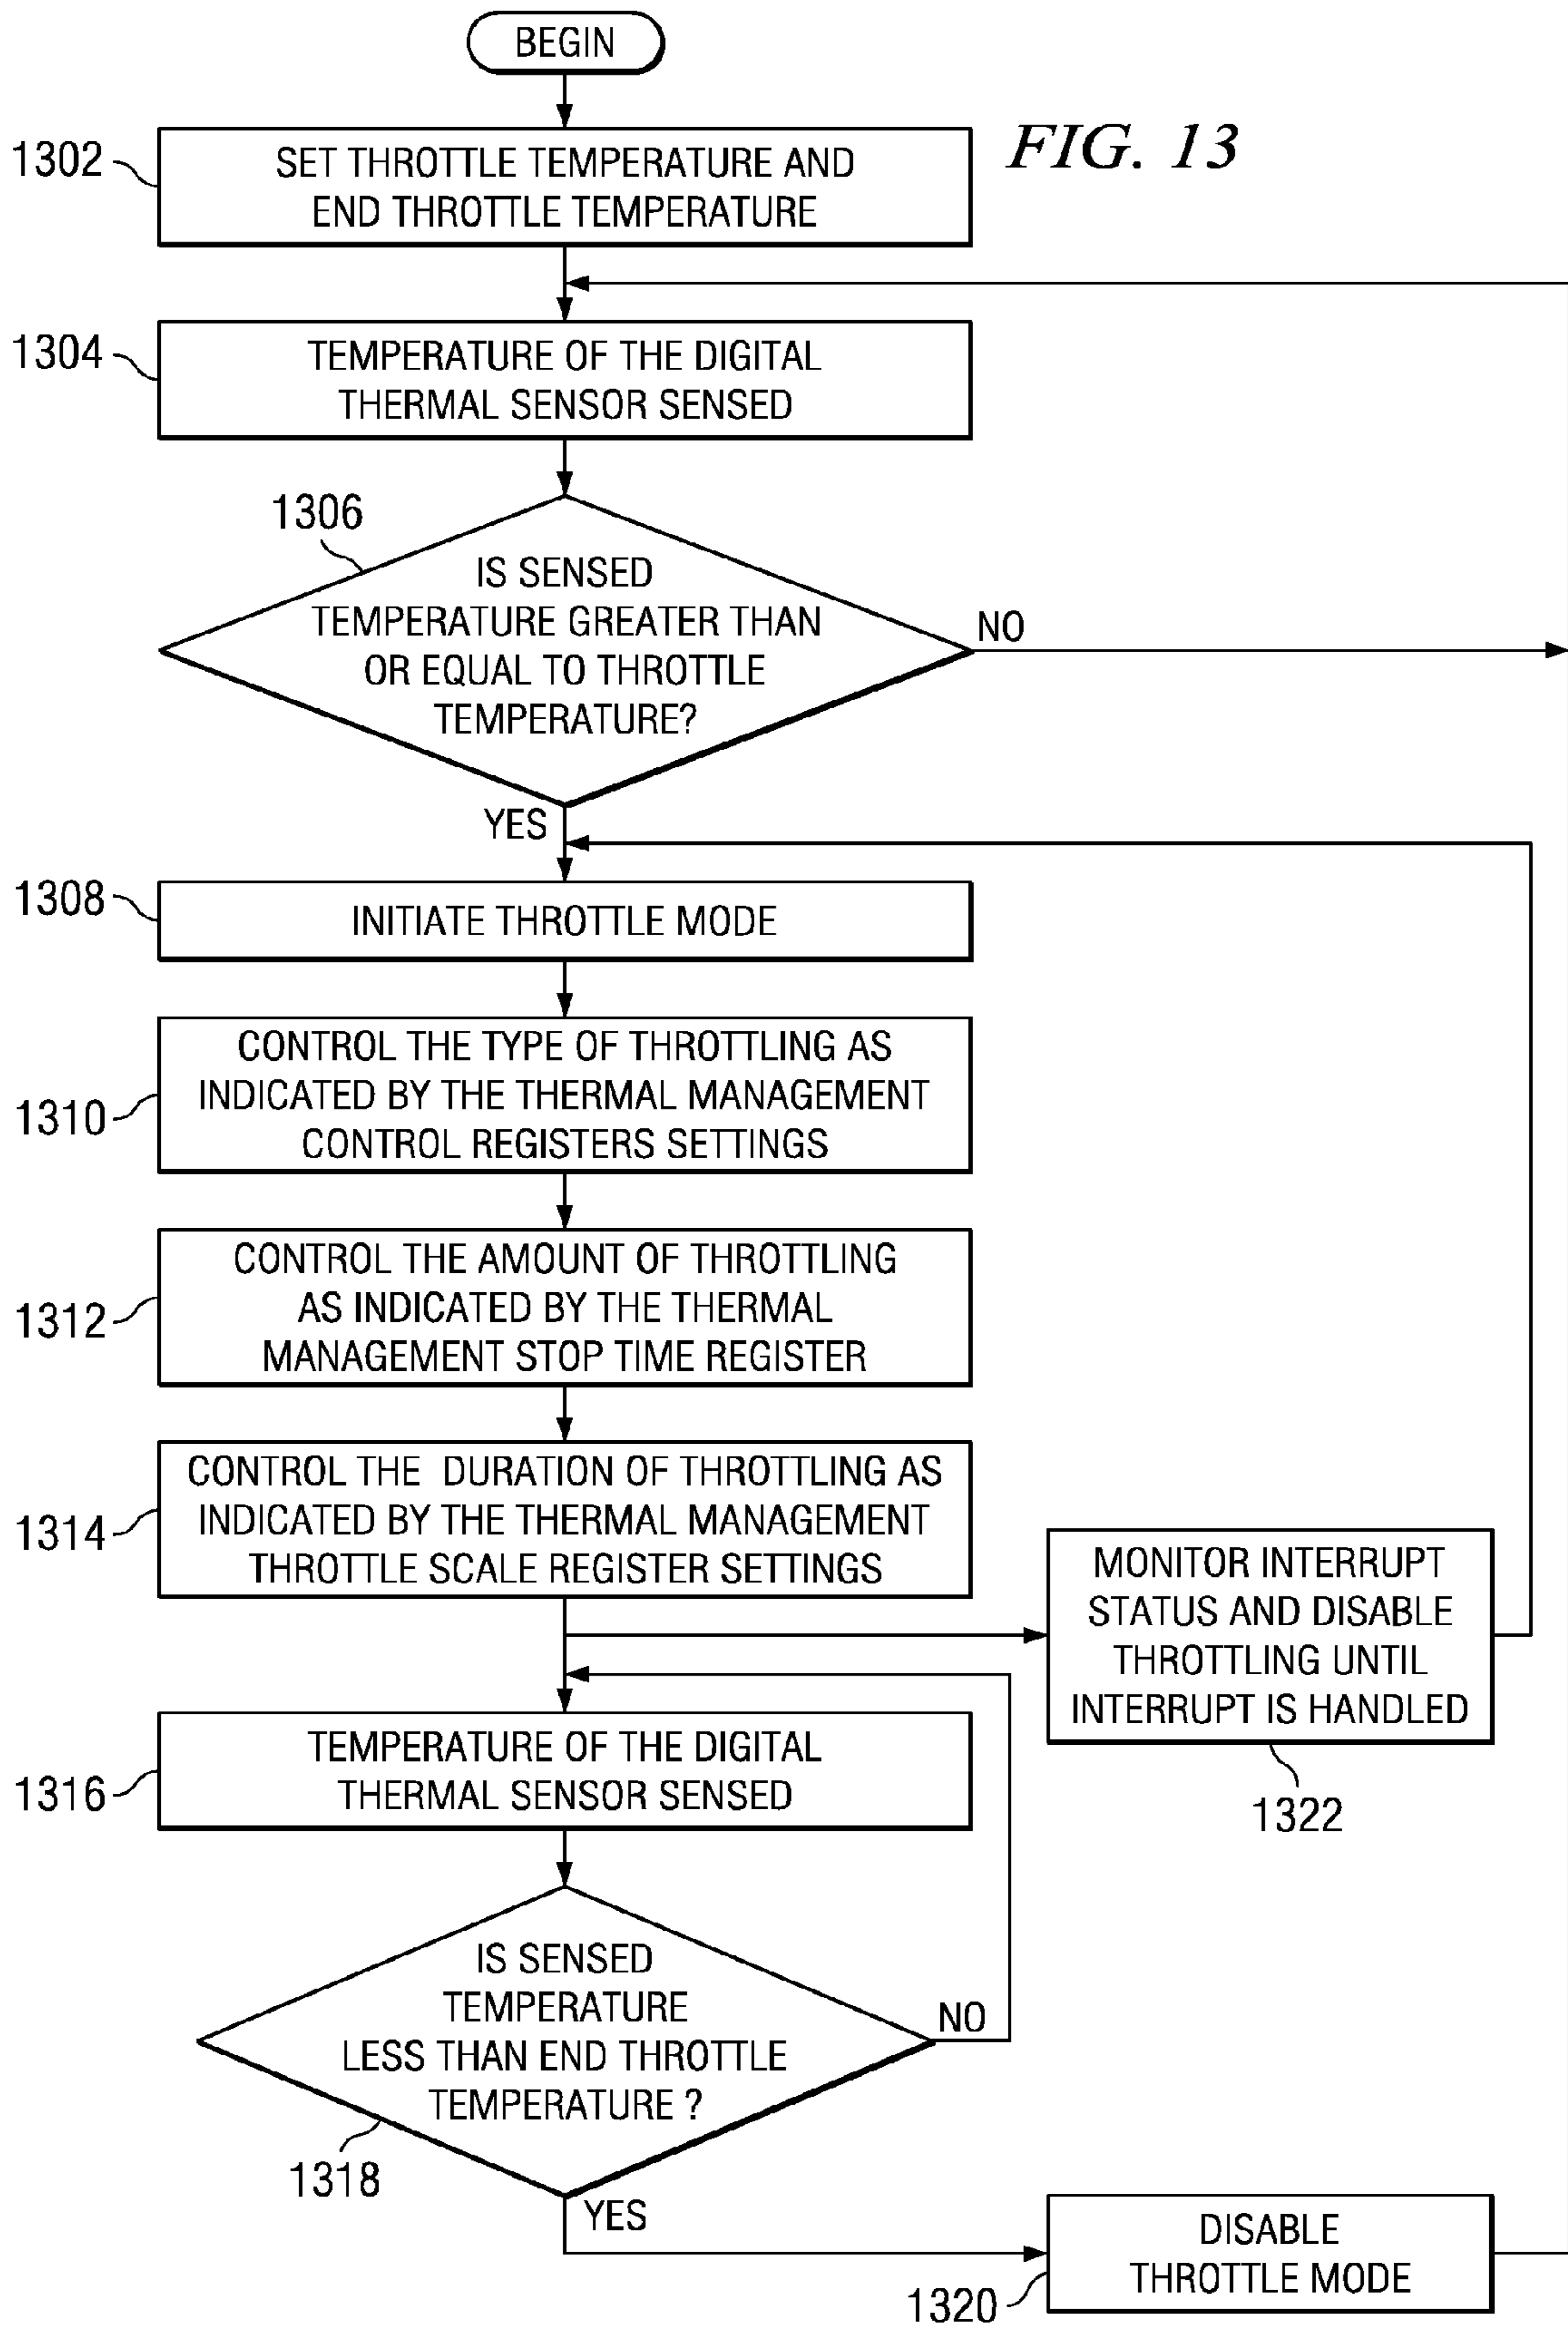 BEGIN
FIG. 13
1302
SET THROTTLE TEMPERATURE AND
END THROTTLE TEMPERATURE
1304
TEMPERATURE OF THE DIGITAL
THERMAL SENSOR SENSED
1306
IS SENSED
TEMPERATURE GREATER THAN
OR EQUAL TO THROTTLE
TEMPERATURE?
NO
YES
1308
INITIATE THROTTLE MODE
1310
CONTROL THE TYPE OF THROTTLING AS
INDICATED BY THE THERMAL MANAGEMENT
CONTROL REGISTERS SETTINGS
1312
CONTROL THE AMOUNT OF THROTTLING
AS INDICATED BY THE THERMAL
MANAGEMENT STOP TIME REGISTER
1314
CONTROL THE DURATION OF THROTTLING AS
INDICATED BY THE THERMAL MANAGEMENT
THROTTLE SCALE REGISTER SETTINGS
MONITOR INTERRUPT
STATUS AND DISABLE
THROTTLING UNTIL
INTERRUPT IS HANDLED
1322
1316
TEMPERATURE OF THE DIGITAL
THERMAL SENSOR SENSED
IS SENSED
TEMPERATURE
LESS THAN END THROTTLE
TEMPERATURE ?
NO
1318
YES
DISABLE
THROTTLE MODE
1320